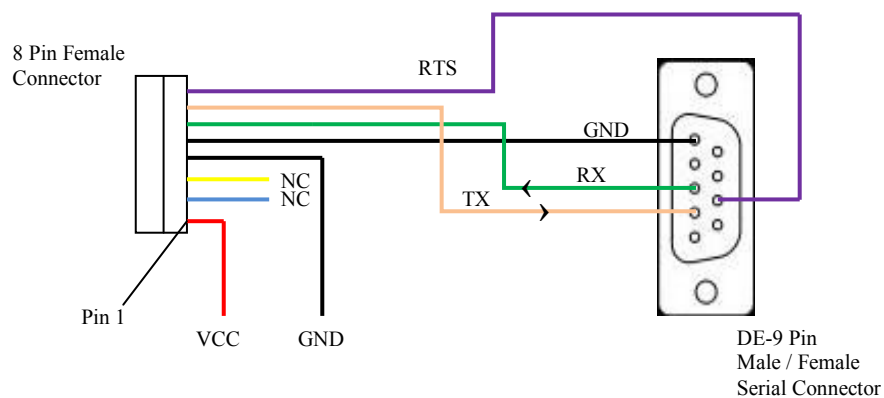 8 Pin Female
Connector
RTS
GND
RX
NC
TX
NC
Pin 1
VCC
GND
DE-9 Pin
Male / Female
Serial Connector